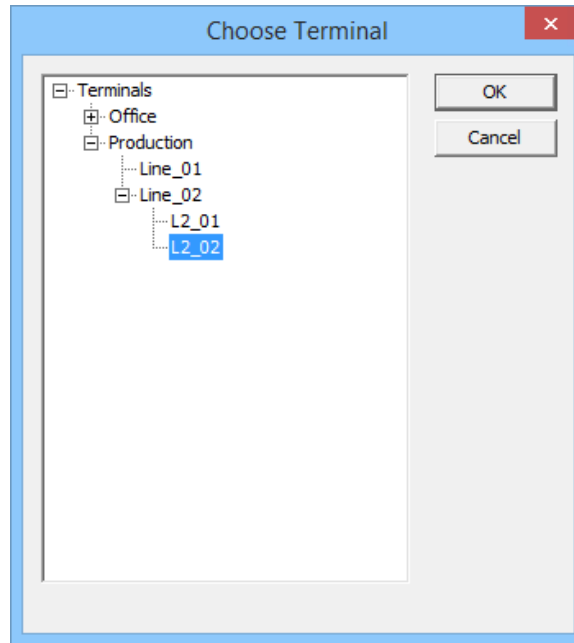 Choose Terminal
Terminals
Office
Production
Line_01
Line_02
L2_01
L2_02
OK
Cancel